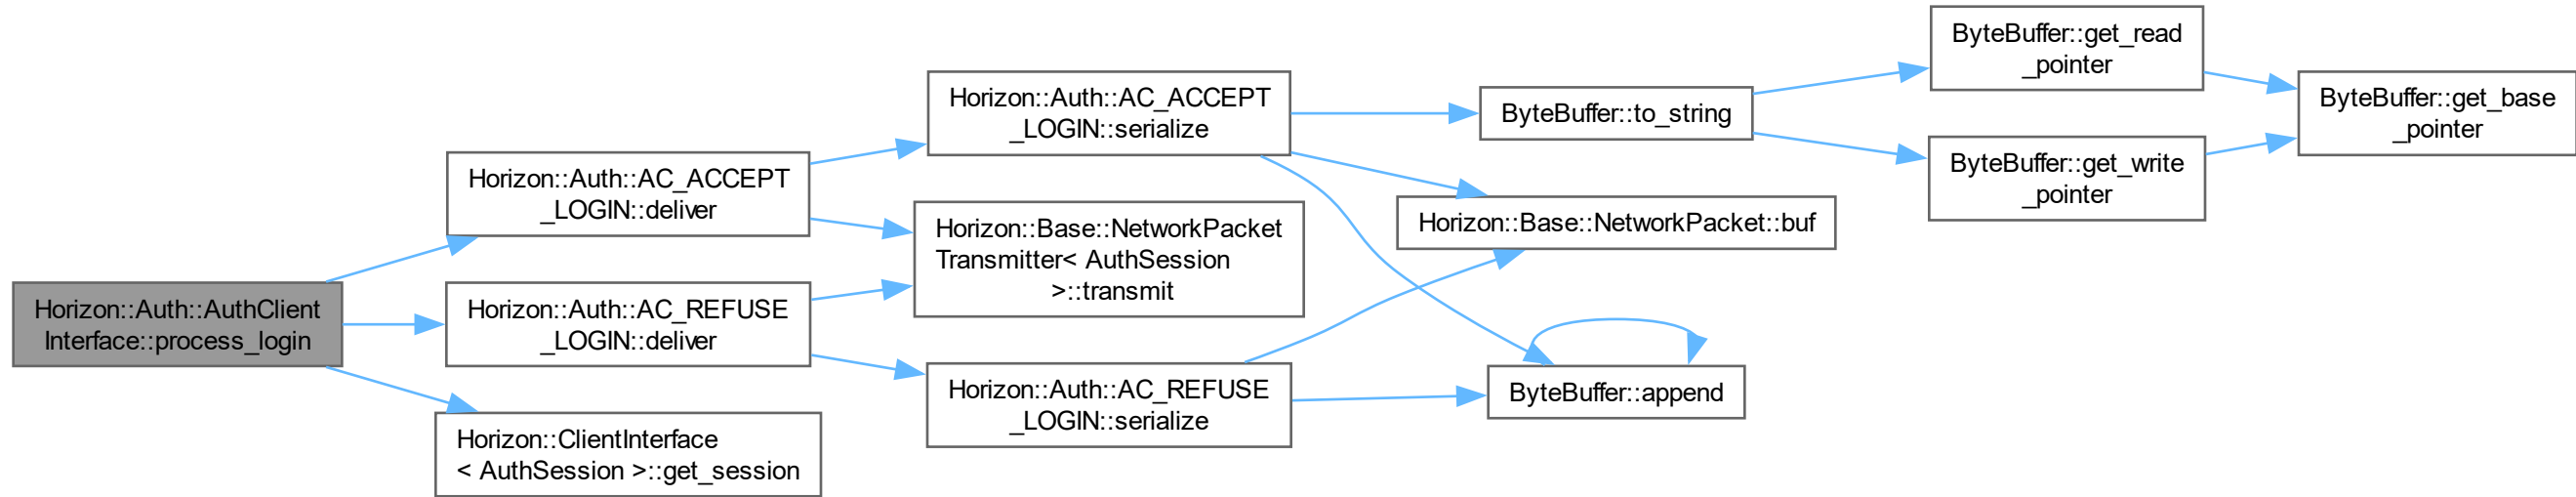 Horizon::Auth::AuthClient
Interface::process_login
Horizon::Auth::AC_ACCEPT
_LOGIN::deliver
Horizon::Auth::AC_REFUSE
_LOGIN::deliver
Horizon::ClientInterface
< AuthSession >::get_session
Horizon::Auth::AC_ACCEPT
_LOGIN::serialize
Horizon::Base::NetworkPacket
Transmitter< AuthSession
>::transmit
Horizon::Auth::AC_REFUSE
_LOGIN::serialize
ByteBuffer::to_string
Horizon::Base::NetworkPacket::buf
ByteBuffer::append
ByteBuffer::get_read
_pointer
ByteBuffer::get_write
_pointer
ByteBuffer::get_base
_pointer